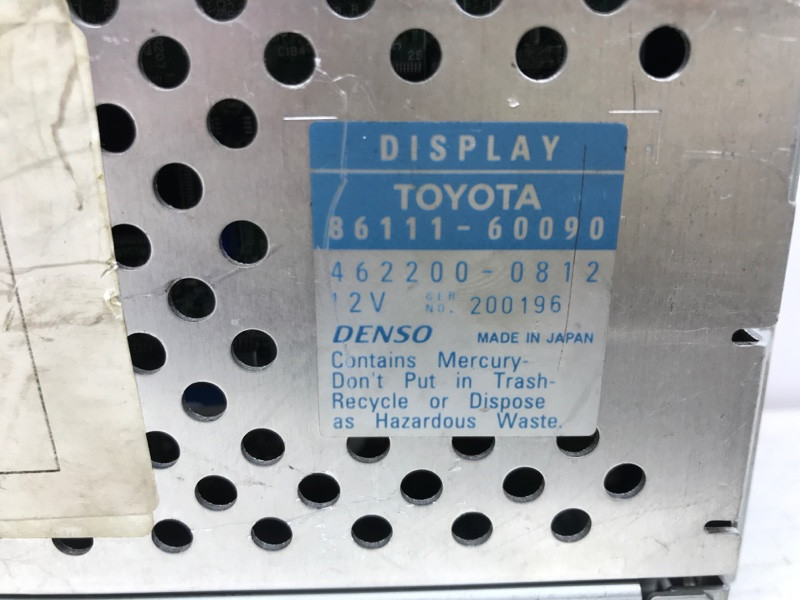 DISPLAY
TOYOTA
86111-60090
462200-0812
12V SER NO. 200196
DENSO MADE IN JAPAN
Contains Mercury-
Don't Put in Trash-
Recycle or Dispose
as Hazardous Waste.